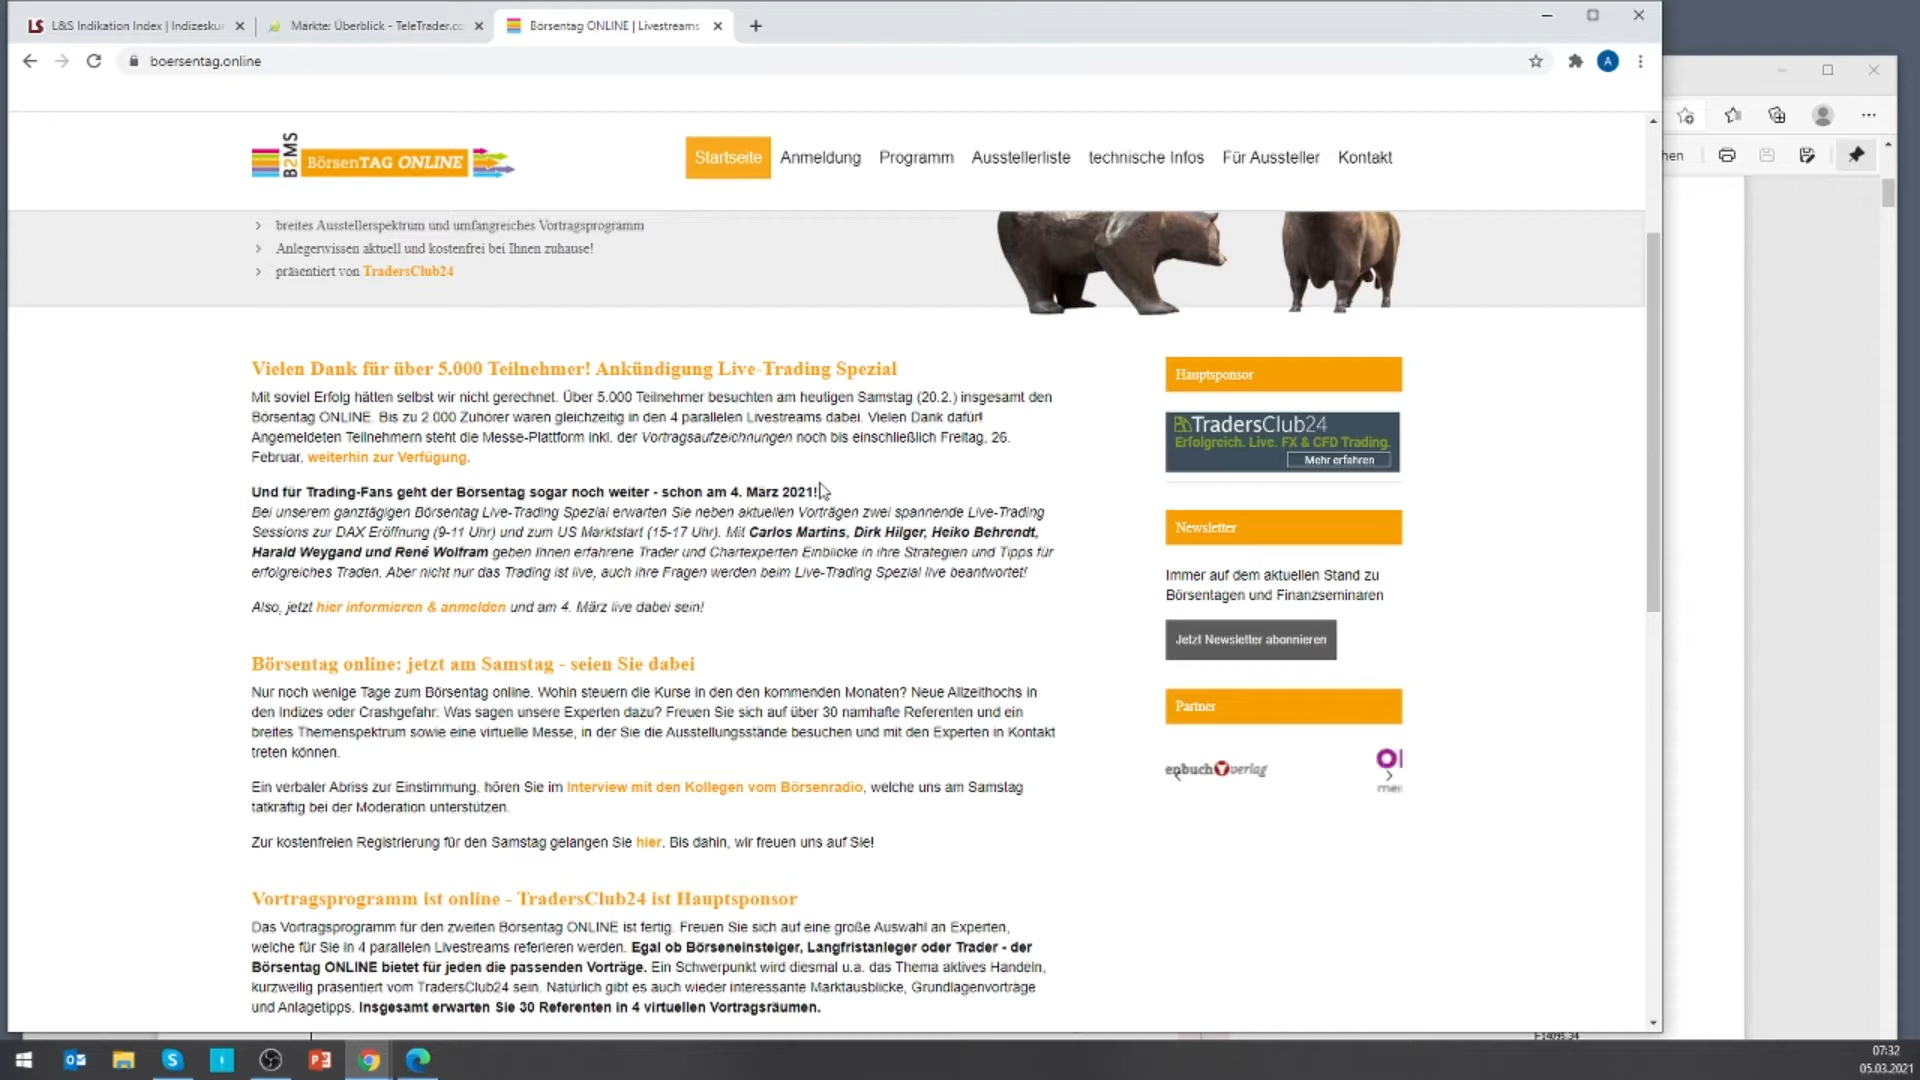 L&S Indikation Index | Indizeskur
Märkte: Überblick - TeleTrader.co
Börsentag ONLINE | Livestreams
boersentag.online
A
B2MS
BörsenTAG ONLINE
Startseite
Anmeldung
Programm
Ausstellerliste
technische Infos
Für Aussteller
Kontakt
hen
breites Ausstellerspektrum und umfangreiches Vortragsprogramm
Anlegerwissen aktuell und kostenfrei bei Ihnen zuhause!
präsentiert von TradersClub24
Vielen Dank für über 5.000 Teilnehmer! Ankündigung Live-Trading Spezial
Mit soviel Erfolg hätten selbst wir nicht gerechnet. Über 5.000 Teilnehmer besuchten am heutigen Samstag (20.2.) insgesamt den
Börsentag ONLINE. Bis zu 2.000 Zuhörer waren gleichzeitig in den 4 parallelen Livestreams dabei. Vielen Dank dafür!
Angemeldeten Teilnehmern steht die Messe-Plattform inkl. der Vortragsaufzeichnungen noch bis einschließlich Freitag, 26.
Februar, weiterhin zur Verfügung.
Und für Trading-Fans geht der Börsentag sogar noch weiter - schon am 4. März 2021!
Bei unserem ganztägigen Börsentag Live-Trading Spezial erwarten Sie neben aktuellen Vorträgen zwei spannende Live-Trading
Sessions zur DAX Eröffnung (9-11 Uhr) und zum US Marktstart (15-17 Uhr). Mit Carlos Martins, Dirk Hilger, Heiko Behrendt,
Harald Weygand und René Wolfram geben Ihnen erfahrene Trader und Chartexperten Einblicke in ihre Strategien und Tipps für
erfolgreiches Traden. Aber nicht nur das Trading ist live, auch Ihre Fragen werden beim Live-Trading Spezial live beantwortet!
Also, jetzt hier informieren & anmelden und am 4. März live dabei sein!
Börsentag online: jetzt am Samstag - seien Sie dabei
Nur noch wenige Tage zum Börsentag online. Wohin steuern die Kurse in den den kommenden Monaten? Neue Allzeithochs in
den Indizes oder Crashgefahr: Was sagen unsere Experten dazu? Freuen Sie sich auf über 30 namhafte Referenten und ein
breites Themenspektrum sowie eine virtuelle Messe, in der Sie die Ausstellungsstände besuchen und mit den Experten in Kontakt
treten können.
Ein verbaler Abriss zur Einstimmung, hören Sie im Interview mit den Kollegen vom Börsenradio, welche uns am Samstag
tatkräftig bei der Moderation unterstützen.
Zur kostenfreien Registrierung für den Samstag gelangen Sie hier. Bis dahin, wir freuen uns auf Sie!
Vortragsprogramm ist online - TradersClub24 ist Hauptsponsor
Das Vortragsprogramm für den zweiten Börsentag ONLINE ist fertig. Freuen Sie sich auf eine große Auswahl an Experten,
welche für Sie in 4 parallelen Livestreams referieren werden. Egal ob Börseneinsteiger, Langfristanleger oder Trader - der
Börsentag ONLINE bietet für jeden die passenden Vorträge. Ein Schwerpunkt wird diesmal u.a. das Thema aktives Handeln,
kurzweilig präsentiert vom TradersClub24 sein. Natürlich gibt es auch wieder interessante Marktausblicke, Grundlagenvorträge
und Anlagetipps. Insgesamt erwarten Sie 30 Referenten in 4 virtuellen Vortragsräumen.
Hauptsponsor
TradersClub24
Erfolgreich. Live. FX & CFD Trading.
Mehr erfahren
Newsletter
Immer auf dem aktuellen Stand zu
Börsentagen und Finanzseminaren
Jetzt Newsletter abonnieren
Partner
enbuch verlag
07:32
05.03.2021